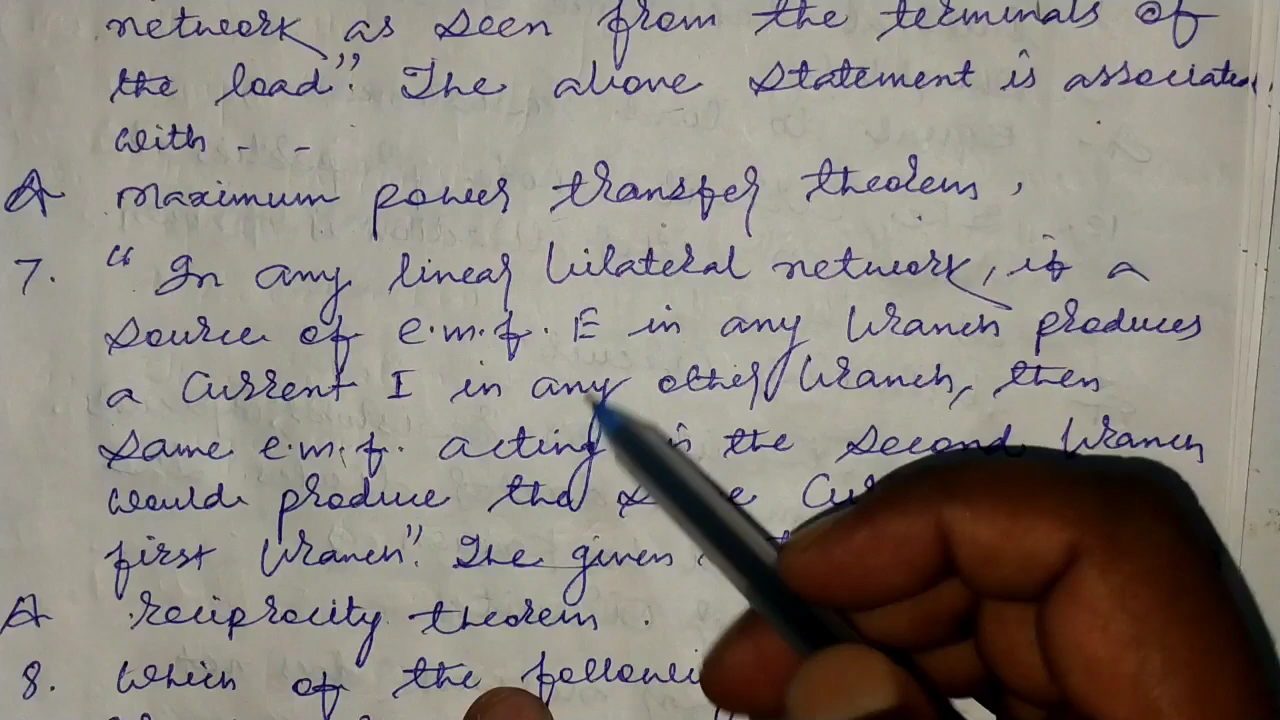 network as seen from the terminals of
the load". The above statement is associated
with - -
A maximum power transfer theorem,
7. "In any linear bilateral network, if a
source of e.m.f. E in any branch produces
a current I in any other branch, then
same e.m.f. acting in the second branch
would produce the same
first branch". The given
A reciprocity theorem.
8. Which of the